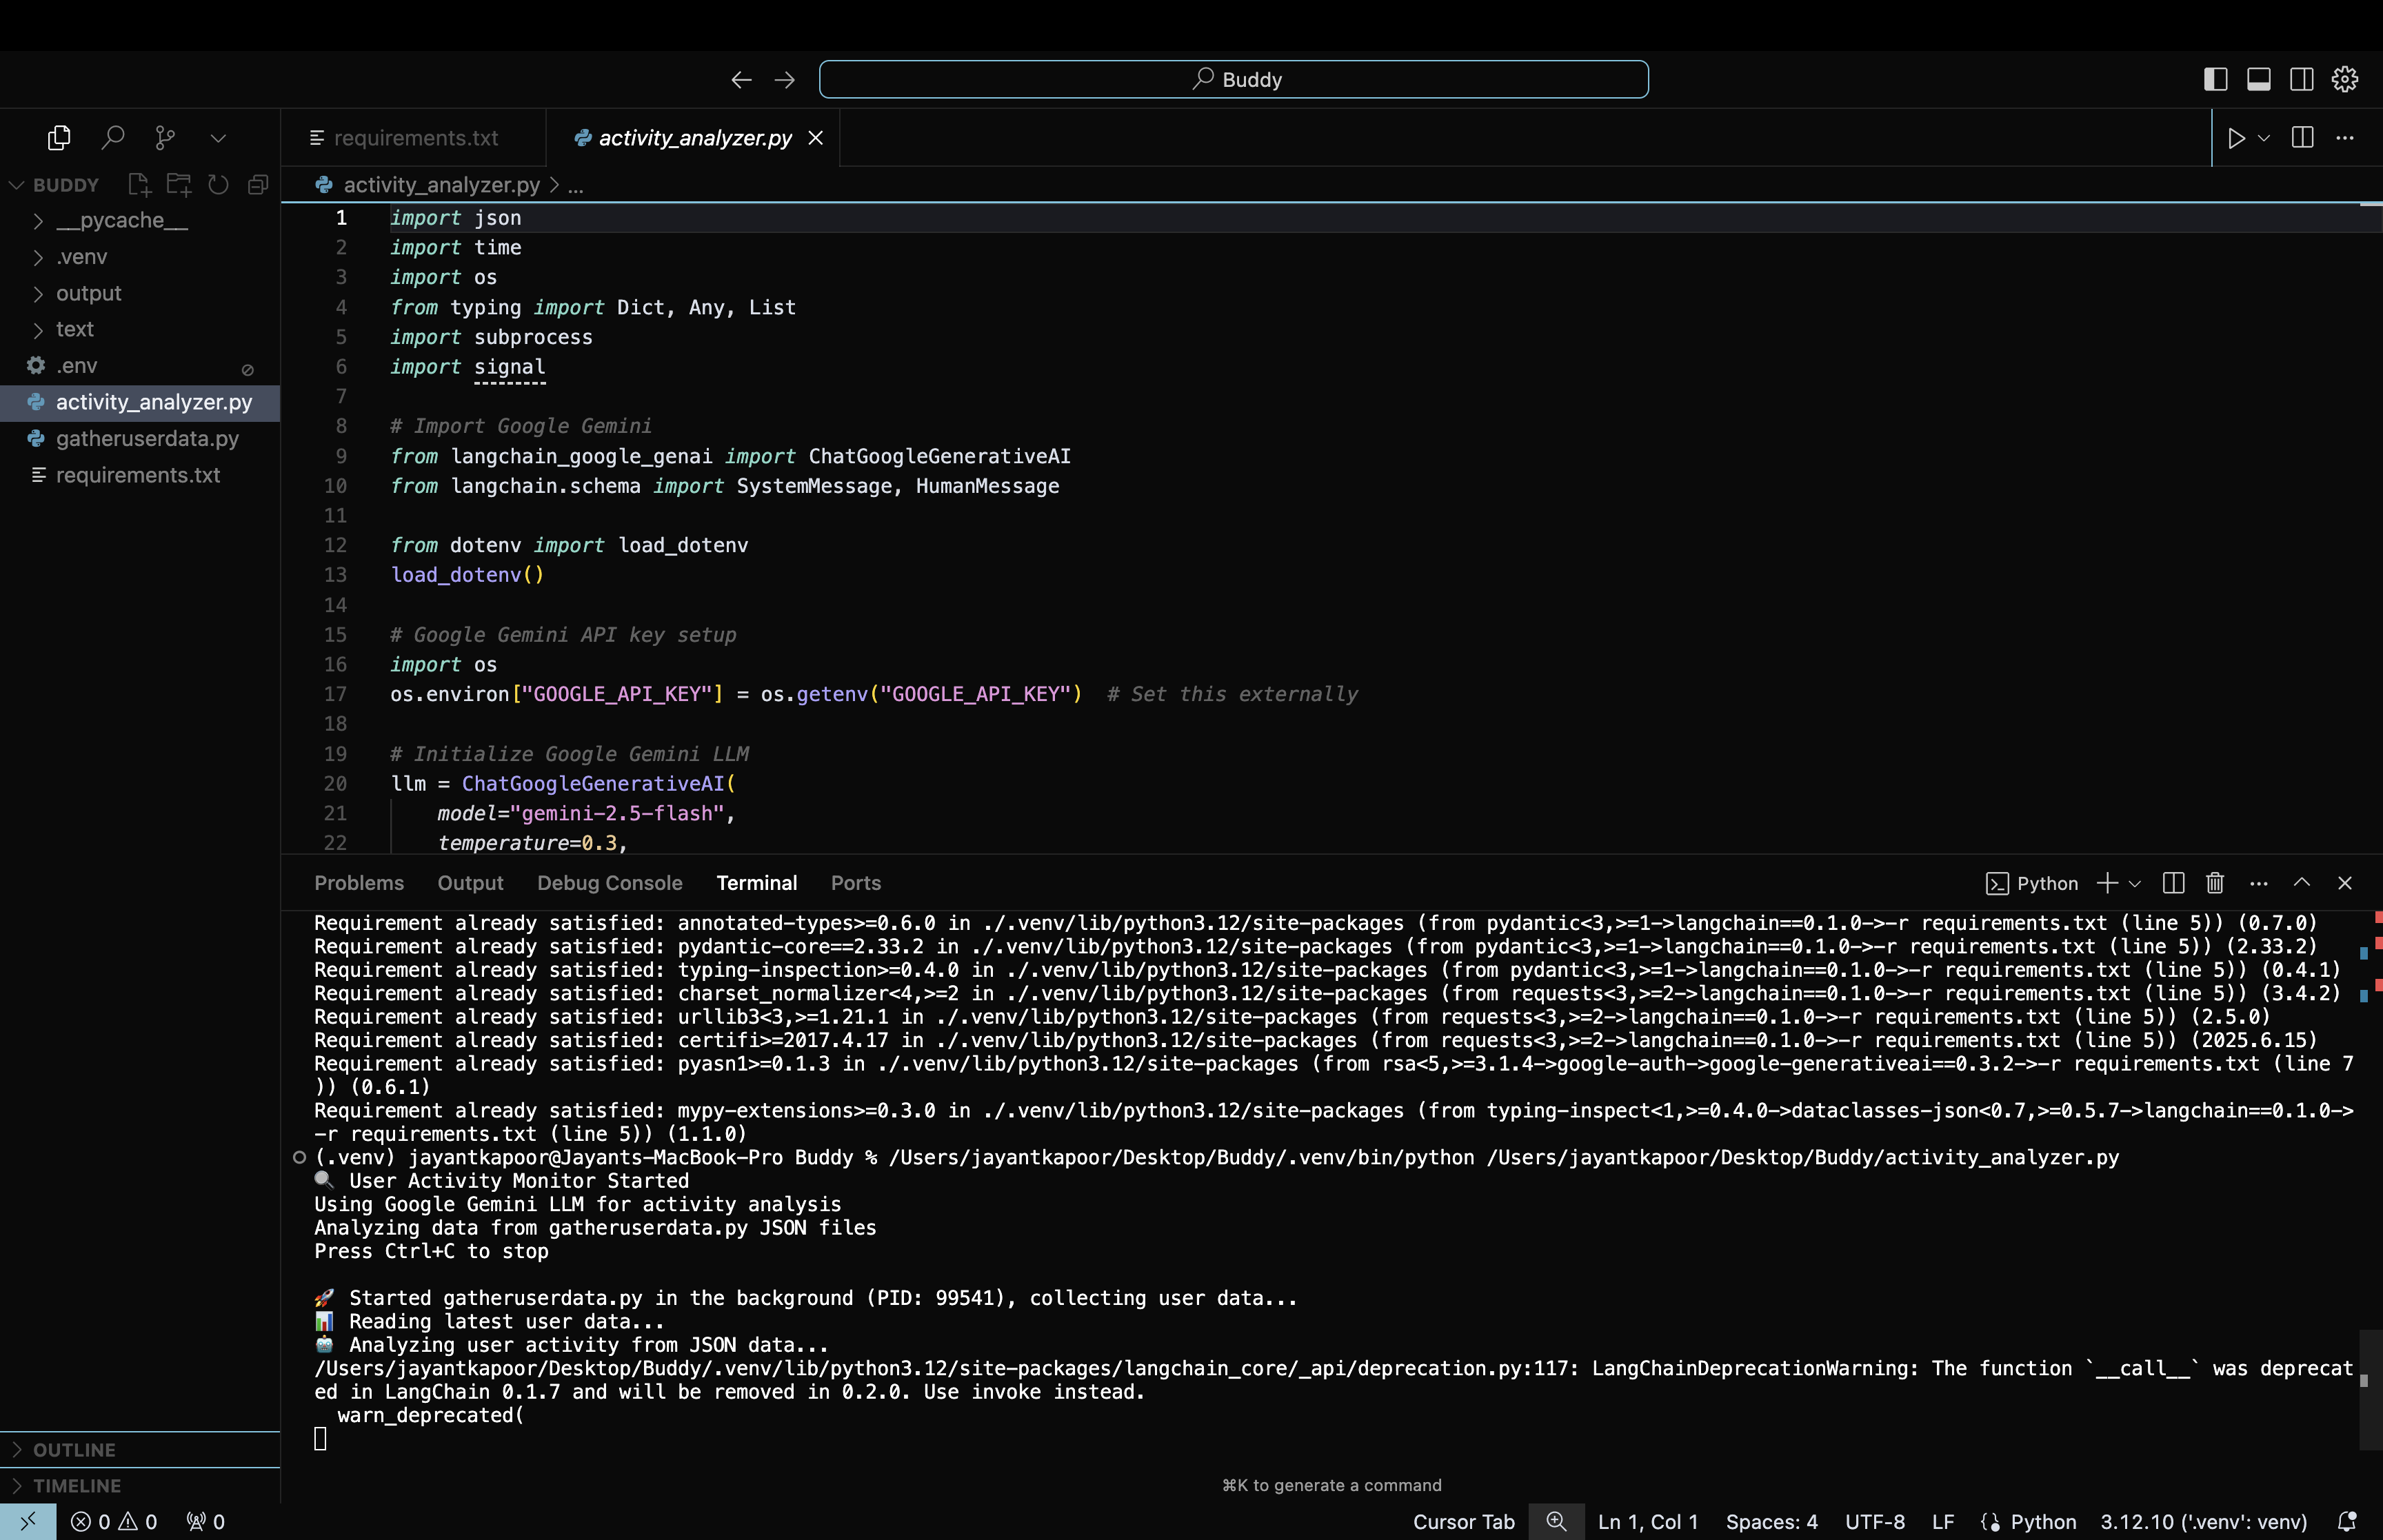 Buddy
requirements.txt
activity_analyzer.py
BUDDY
activity_analyzer.py > ...
__pycache__
.venv
output
text
.env
activity_analyzer.py
gatheruserdata.py
requirements.txt
1 import json
2 import time
3 import os
4 from typing import Dict, Any, List
5 import subprocess
6 import signal
7
8 # Import Google Gemini
9 from langchain_google_genai import ChatGoogleGenerativeAI
10 from langchain.schema import SystemMessage, HumanMessage
11
12 from dotenv import load_dotenv
13 load_dotenv()
14
15 # Google Gemini API key setup
16 import os
17 os.environ["GOOGLE_API_KEY"] = os.getenv("GOOGLE_API_KEY")  # Set this externally
18
19 # Initialize Google Gemini LLM
20 llm = ChatGoogleGenerativeAI(
21     model="gemini-2.5-flash",
22     temperature=0.3,
Problems Output Debug Console Terminal Ports
Python
Requirement already satisfied: annotated-types>=0.6.0 in ./.venv/lib/python3.12/site-packages (from pydantic<3,>=1->langchain==0.1.0->-r requirements.txt (line 5)) (0.7.0)
Requirement already satisfied: pydantic-core==2.33.2 in ./.venv/lib/python3.12/site-packages (from pydantic<3,>=1->langchain==0.1.0->-r requirements.txt (line 5)) (2.33.2)
Requirement already satisfied: typing-inspection>=0.4.0 in ./.venv/lib/python3.12/site-packages (from pydantic<3,>=1->langchain==0.1.0->-r requirements.txt (line 5)) (0.4.1)
Requirement already satisfied: charset_normalizer<4,>=2 in ./.venv/lib/python3.12/site-packages (from requests<3,>=2->langchain==0.1.0->-r requirements.txt (line 5)) (3.4.2)
Requirement already satisfied: urllib3<3,>=1.21.1 in ./.venv/lib/python3.12/site-packages (from requests<3,>=2->langchain==0.1.0->-r requirements.txt (line 5)) (2.5.0)
Requirement already satisfied: certifi>=2017.4.17 in ./.venv/lib/python3.12/site-packages (from requests<3,>=2->langchain==0.1.0->-r requirements.txt (line 5)) (2025.6.15)
Requirement already satisfied: pyasn1>=0.1.3 in ./.venv/lib/python3.12/site-packages (from rsa<5,>=3.1.4->google-auth->google-generativeai==0.3.2->-r requirements.txt (line 7
)) (0.6.1)
Requirement already satisfied: mypy-extensions>=0.3.0 in ./.venv/lib/python3.12/site-packages (from typing-inspect<1,>=0.4.0->dataclasses-json<0.7,>=0.5.7->langchain==0.1.0->
-r requirements.txt (line 5)) (1.1.0)
(.venv) jayantkapoor@Jayants-MacBook-Pro Buddy % /Users/jayantkapoor/Desktop/Buddy/.venv/bin/python /Users/jayantkapoor/Desktop/Buddy/activity_analyzer.py
🔍 User Activity Monitor Started
Using Google Gemini LLM for activity analysis
Analyzing data from gatheruserdata.py JSON files
Press Ctrl+C to stop
🚀 Started gatheruserdata.py in the background (PID: 99541), collecting user data...
📊 Reading latest user data...
🤖 Analyzing user activity from JSON data...
/Users/jayantkapoor/Desktop/Buddy/.venv/lib/python3.12/site-packages/langchain_core/_api/deprecation.py:117: LangChainDeprecationWarning: The function `__call__` was deprecat
ed in LangChain 0.1.7 and will be removed in 0.2.0. Use invoke instead.
  warn_deprecated(
OUTLINE
TIMELINE
⌘K to generate a command
0 0 0 Cursor Tab Ln 1, Col 1 Spaces: 4 UTF-8 LF Python 3.12.10 ('.venv': venv)